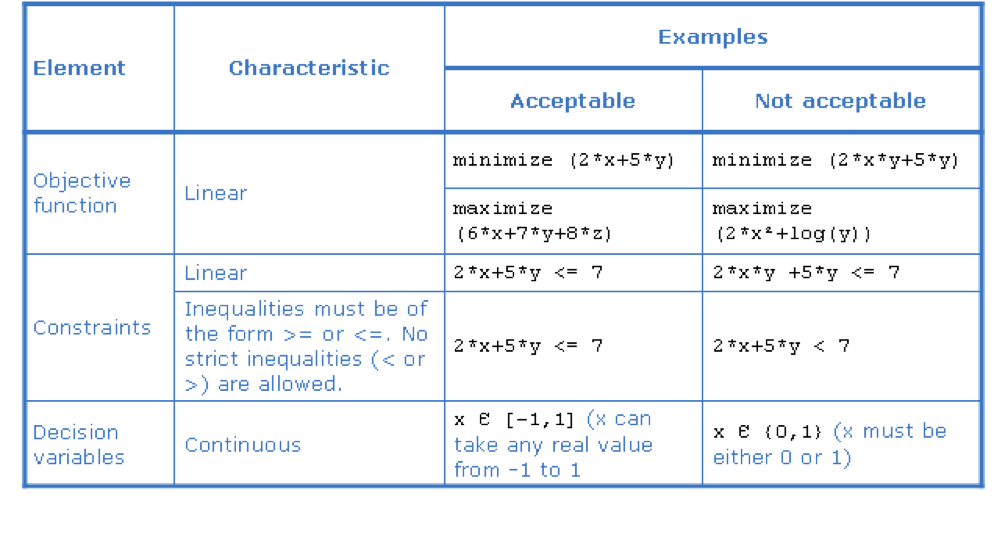 Element
Characteristic
Examples
Acceptable
Not acceptable
Objective
function
Linear
minimize (2*x+5*y)
minimize (2*x*y+5*y)
maximize
(6*x+7*y+8*z)
maximize
(2*x²+log(y))
Constraints
Linear
2*x+5*y <= 7
2*x*y +5*y <= 7
Inequalities must be of
the form >= or <=. No
strict inequalities (< or
>) are allowed.
2*x+5*y <= 7
2*x+5*y < 7
Decision
variables
Continuous
x Є [-1,1] (x can
take any real value
from -1 to 1
x Є {0,1} (x must be
either 0 or 1)